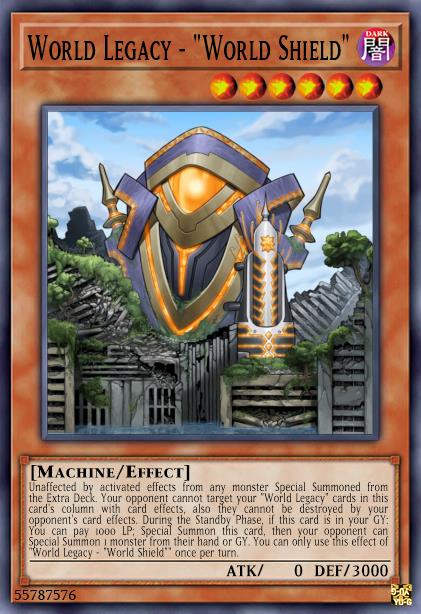 World Legacy - "World Shield"
DARK
闇
[Machine/Effect]
Unaffected by activated effects from any monster Special Summoned from
the Extra Deck. Your opponent cannot target your "World Legacy" cards in this
card's column with card effects, also they cannot be destroyed by your
opponent's card effects. During the Standby Phase, if this card is in your GY:
You can pay 1000 LP; Special Summon this card, then your opponent can
Special Summon 1 monster from their hand or GY. You can only use this effect of
"World Legacy - "World Shield"" once per turn.
ATK/ 0 DEF/3000
55787576